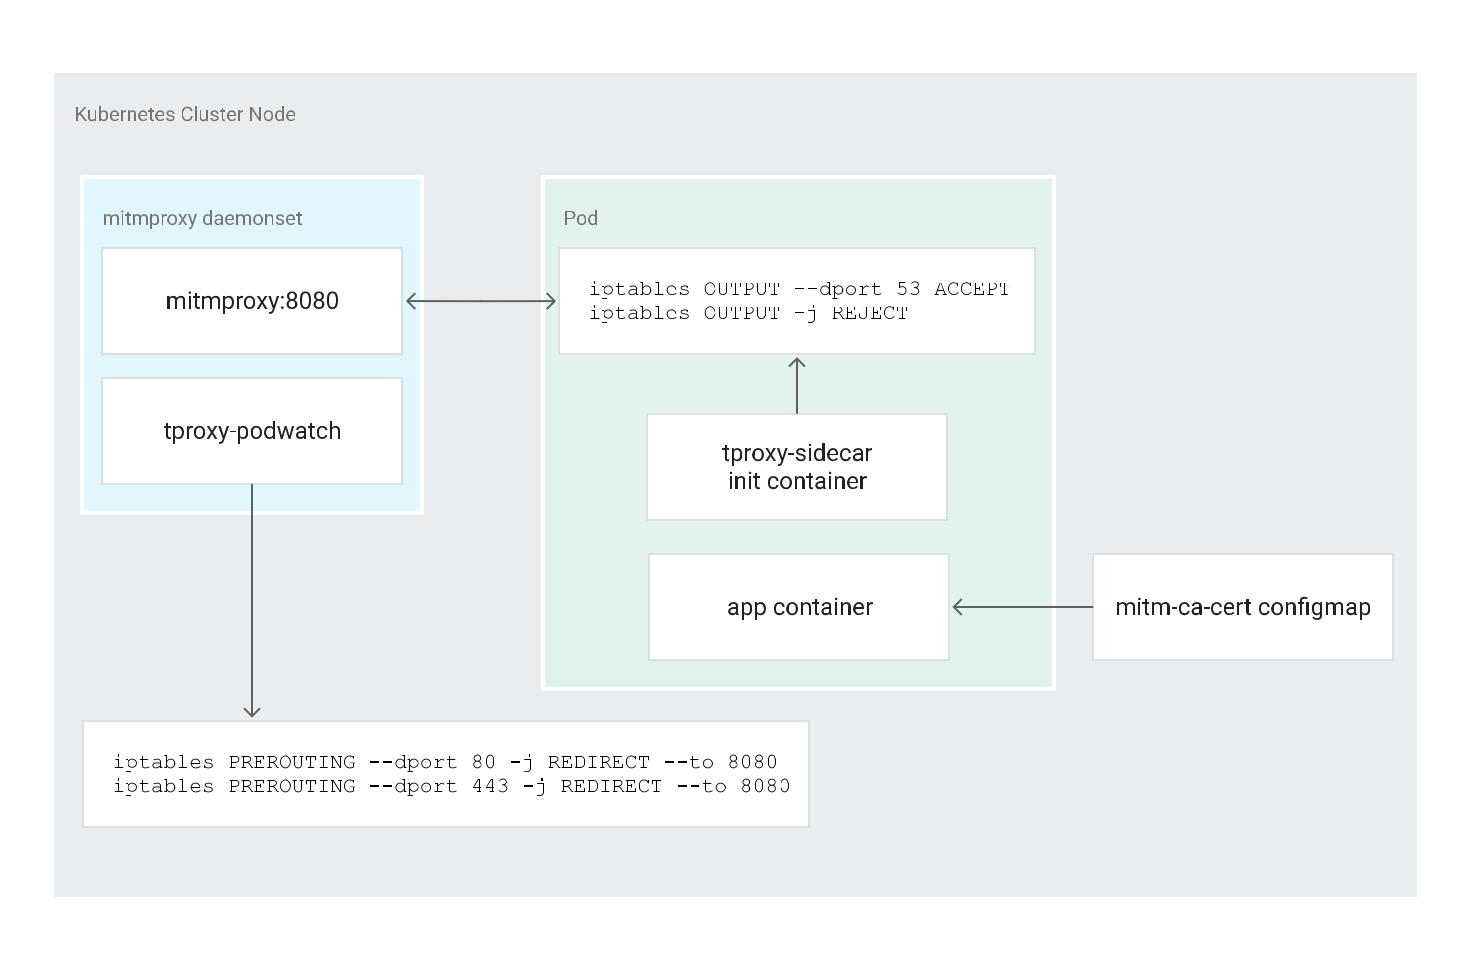 Kubernetes Cluster Node
mitmproxy daemonset
mitmproxy:8080
tproxy-podwatch
Pod
iptables OUTPUT --dport 53 ACCEPT
iptables OUTPUT -j REJECT
tproxy-sidecar
init container
app container
mitm-ca-cert configmap
iptables PREROUTING --dport 80 -j REDIRECT --to 8080
iptables PREROUTING --dport 443 -j REDIRECT --to 8080